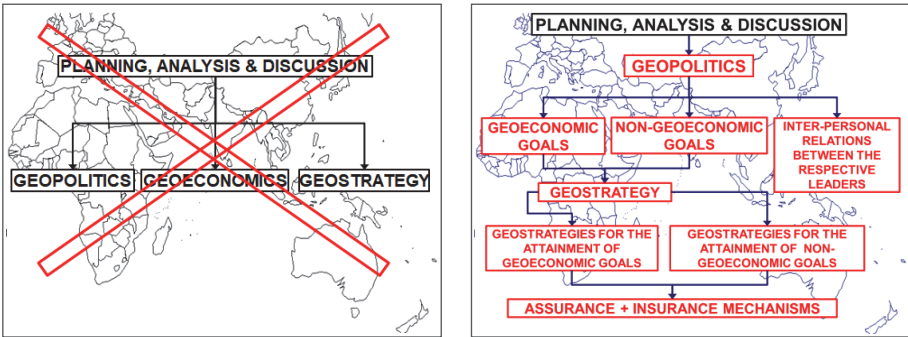 PLANNING, ANALYSIS & DISCUSSION
GEOPOLITICS
GEOECONOMICS
GEOSTRATEGY
PLANNING, ANALYSIS & DISCUSSION
GEOPOLITICS
GEOECONOMIC
GOALS
NON-GEOECONOMIC
GOALS
INTER-PERSONAL
RELATIONS
BETWEEN THE
RESPECTIVE
LEADERS
GEOSTRATEGY
GEOSTRATEGIES FOR THE
ATTAINMENT OF
GEOECONOMIC GOALS
GEOSTRATEGIES FOR THE
ATTAINMENT OF NON-
GEOECONOMIC GOALS
ASSURANCE + INSURANCE MECHANISMS